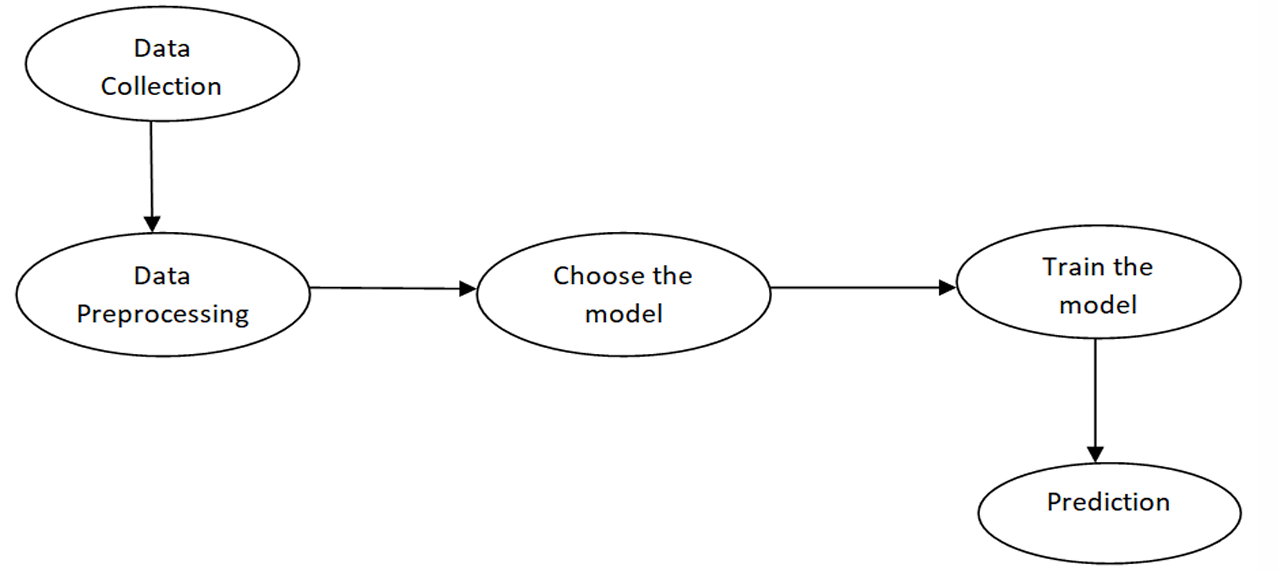 Data
Collection
Data
Preprocessing
Choose the
model
Train the
model
Prediction